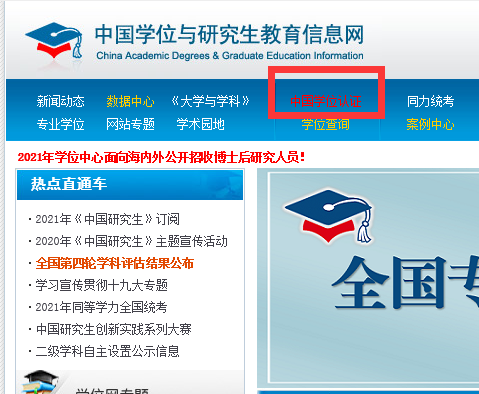 中国学位与研究生教育信息网
China Academic Degrees & Graduate Education Information
新闻动态 数据中心 《大学与学科》 中国学位认证 同力统考
专业学位 网站专题 学术园地 学位查询 案例中心
2021年学位中心面向海内外公开招收博士后研究人员！
热点直通车
· 2021年《中国研究生》订阅
· 2020年《中国研究生》主题宣传活动
· 全国第四轮学科评估结果公布
· 学习宣传贯彻十九大专题
· 2021年同等学力全国统考
· 中国研究生创新实践系列大赛
· 二级学科自主设置公示信息
全国专
学位网专题